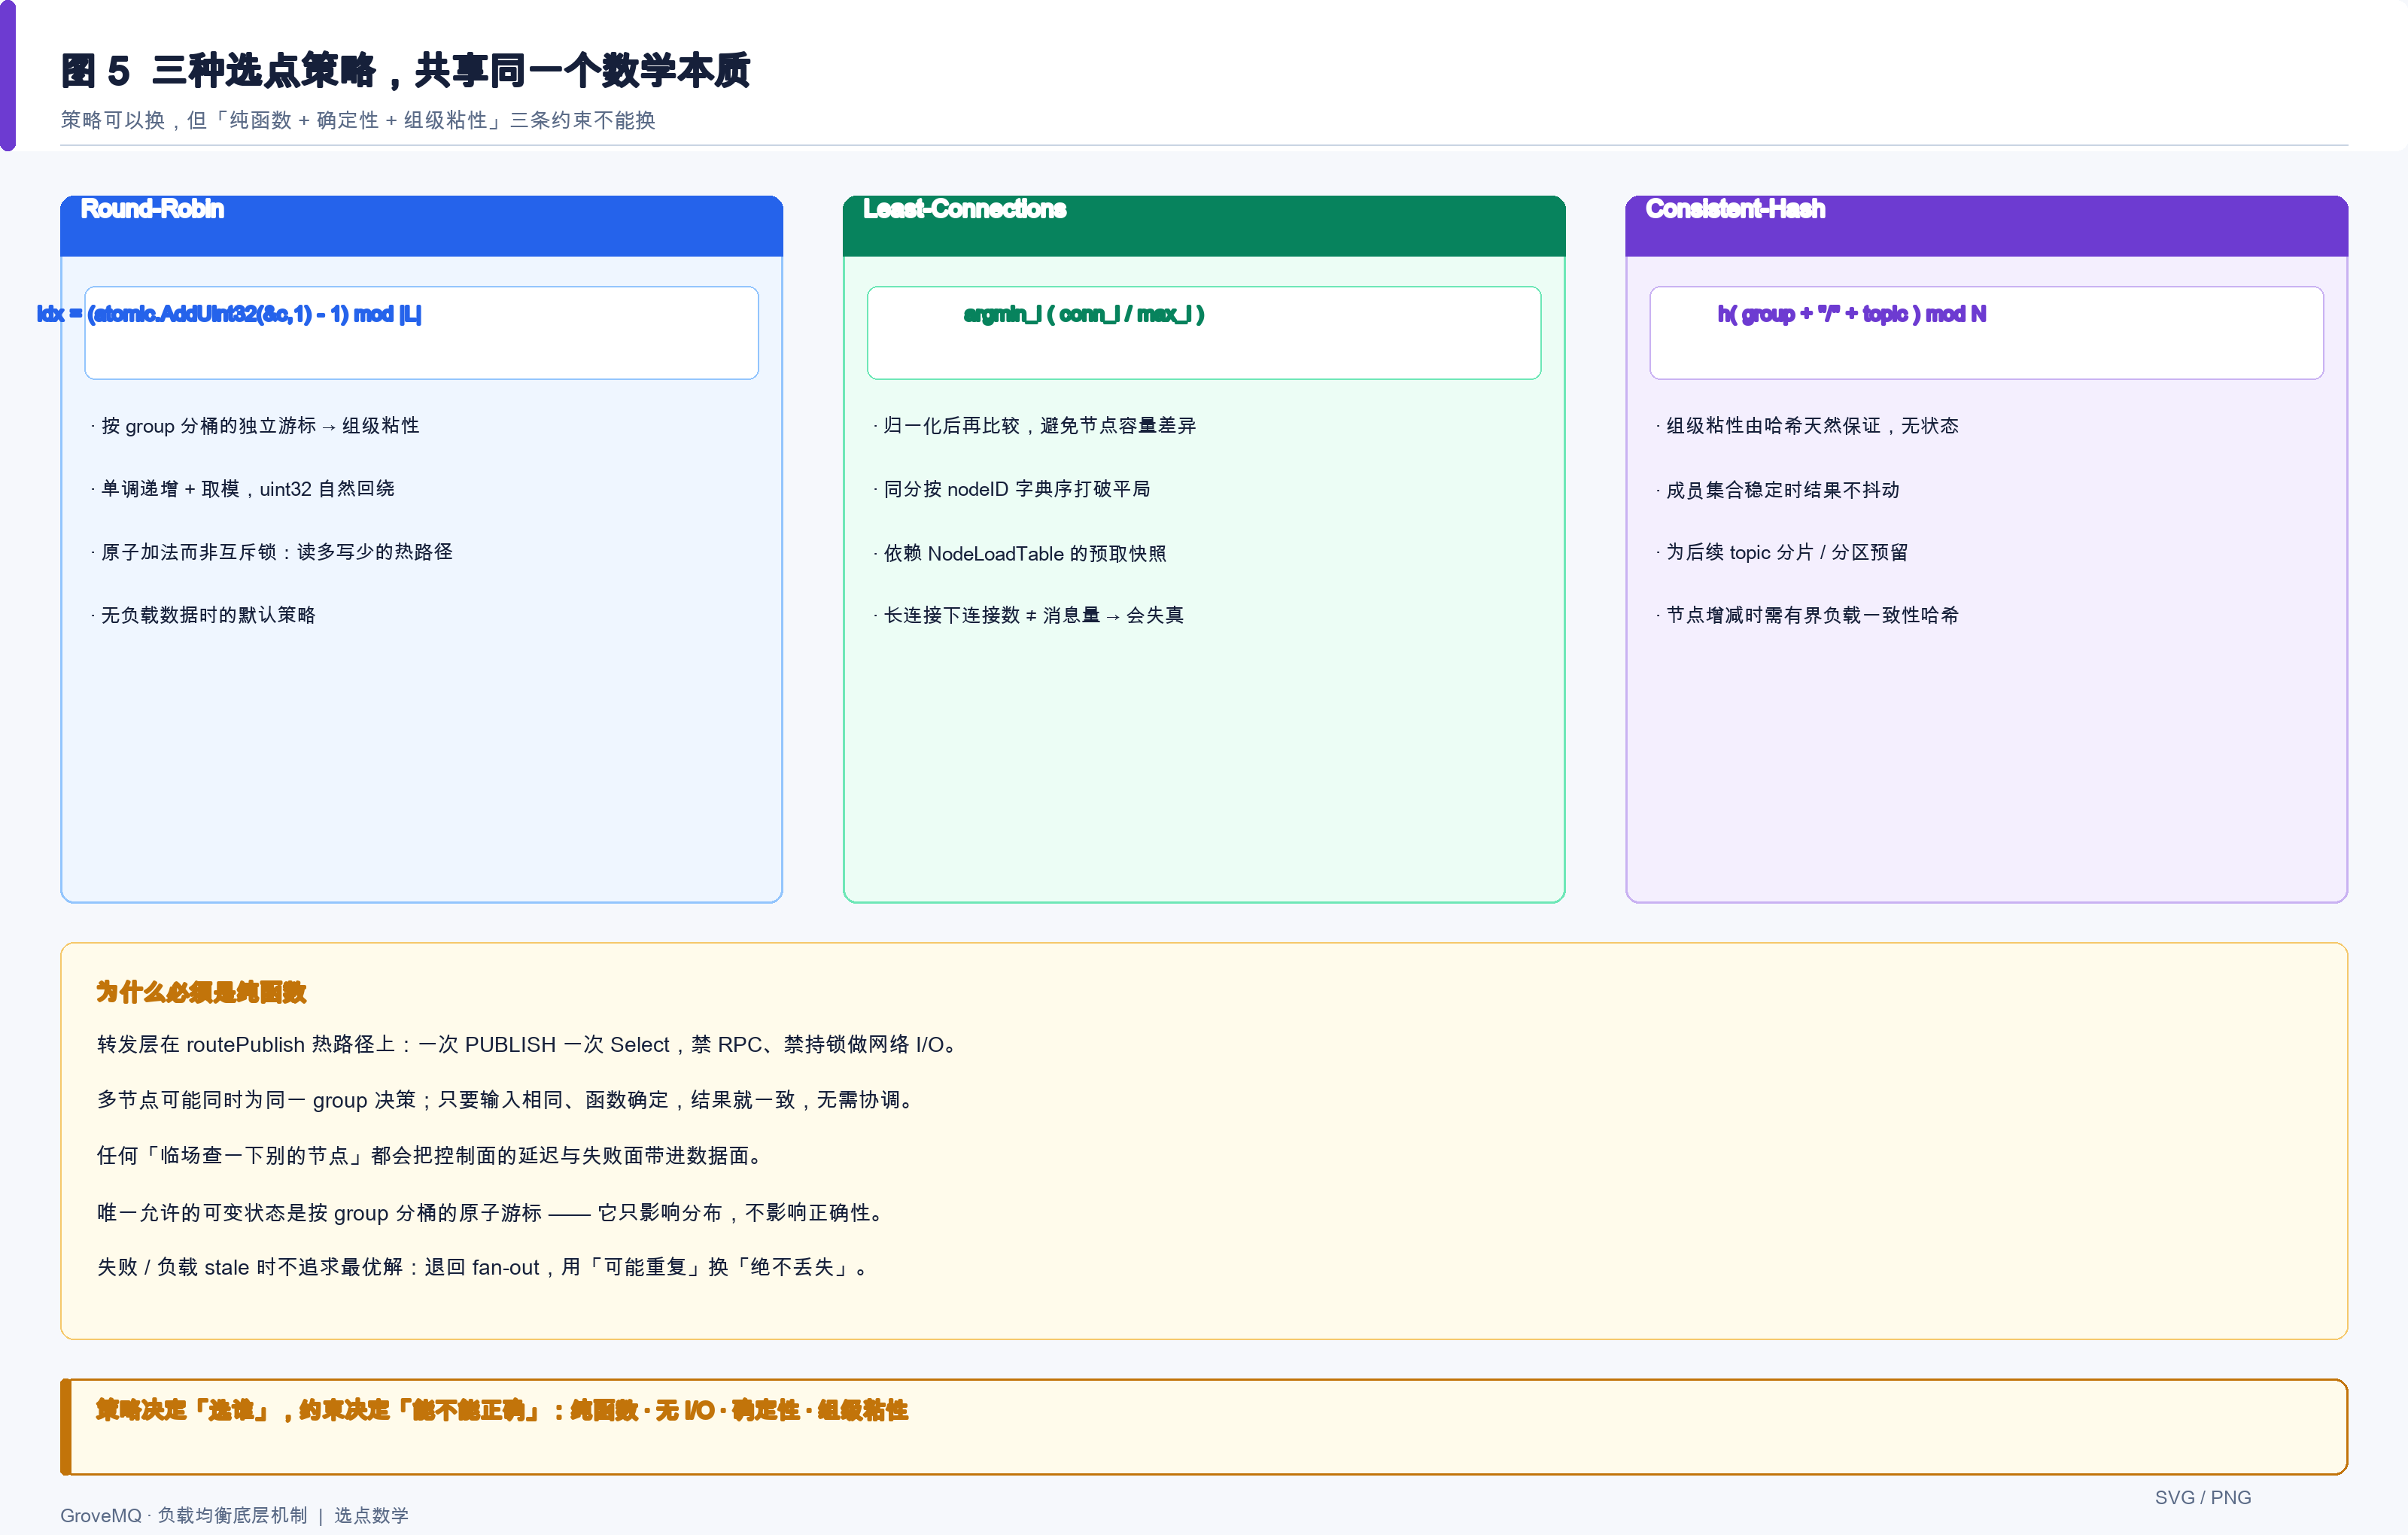 图 5 三种选点策略，共享同一个数学本质
策略可以换，但「纯函数 + 确定性 + 组级粘性」三条约束不能换
Round-Robin
idx = (atomic.AddUint32(&c,1) - 1) mod |L|
· 按 group 分桶的独立游标 → 组级粘性
· 单调递增 + 取模，uint32 自然回绕
· 原子加法而非互斥锁：读多写少的热路径
· 无负载数据时的默认策略
Least-Connections
argmin_i ( conn_i / max_i )
· 归一化后再比较，避免节点容量差异
· 同分按 nodeID 字典序打破平局
· 依赖 NodeLoadTable 的预取快照
· 长连接下连接数 ≠ 消息量 → 会失真
Consistent-Hash
h( group + "/" + topic ) mod N
· 组级粘性由哈希天然保证，无状态
· 成员集合稳定时结果不抖动
· 为后续 topic 分片 / 分区预留
· 节点增减时需有界负载一致性哈希
为什么必须是纯函数
转发层在 routePublish 热路径上：一次 PUBLISH 一次 Select，禁 RPC、禁持锁做网络 I/O。
多节点可能同时为同一 group 决策；只要输入相同、函数确定，结果就一致，无需协调。
任何「临场查一下别的节点」都会把控制面的延迟与失败面带进数据面。
唯一允许的可变状态是按 group 分桶的原子游标 —— 它只影响分布，不影响正确性。
失败 / 负载 stale 时不追求最优解：退回 fan-out，用「可能重复」换「绝不丢失」。
策略决定「选谁」，约束决定「能不能正确」：纯函数 · 无 I/O · 确定性 · 组级粘性
SVG / PNG
GroveMQ · 负载均衡底层机制 | 选点数学